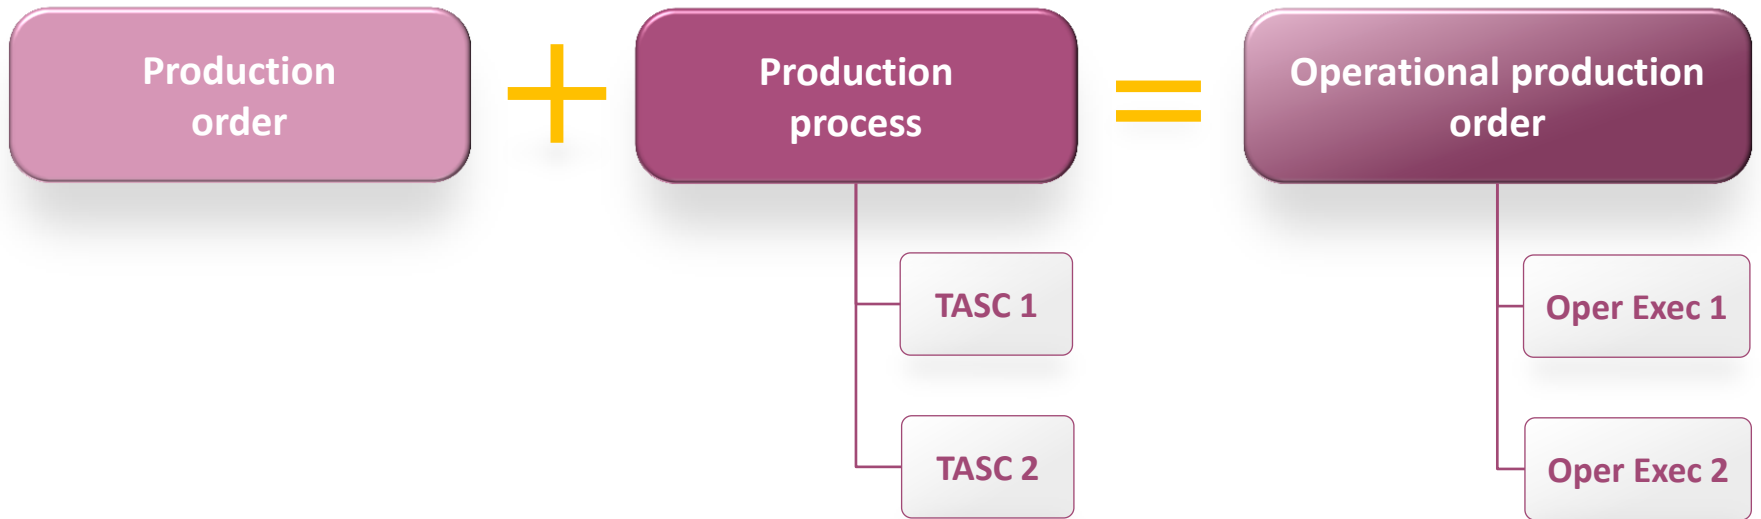 Production
order
+
Production
process
=
Operational production
order
TASC 1
TASC 2
Oper Exec 1
Oper Exec 2